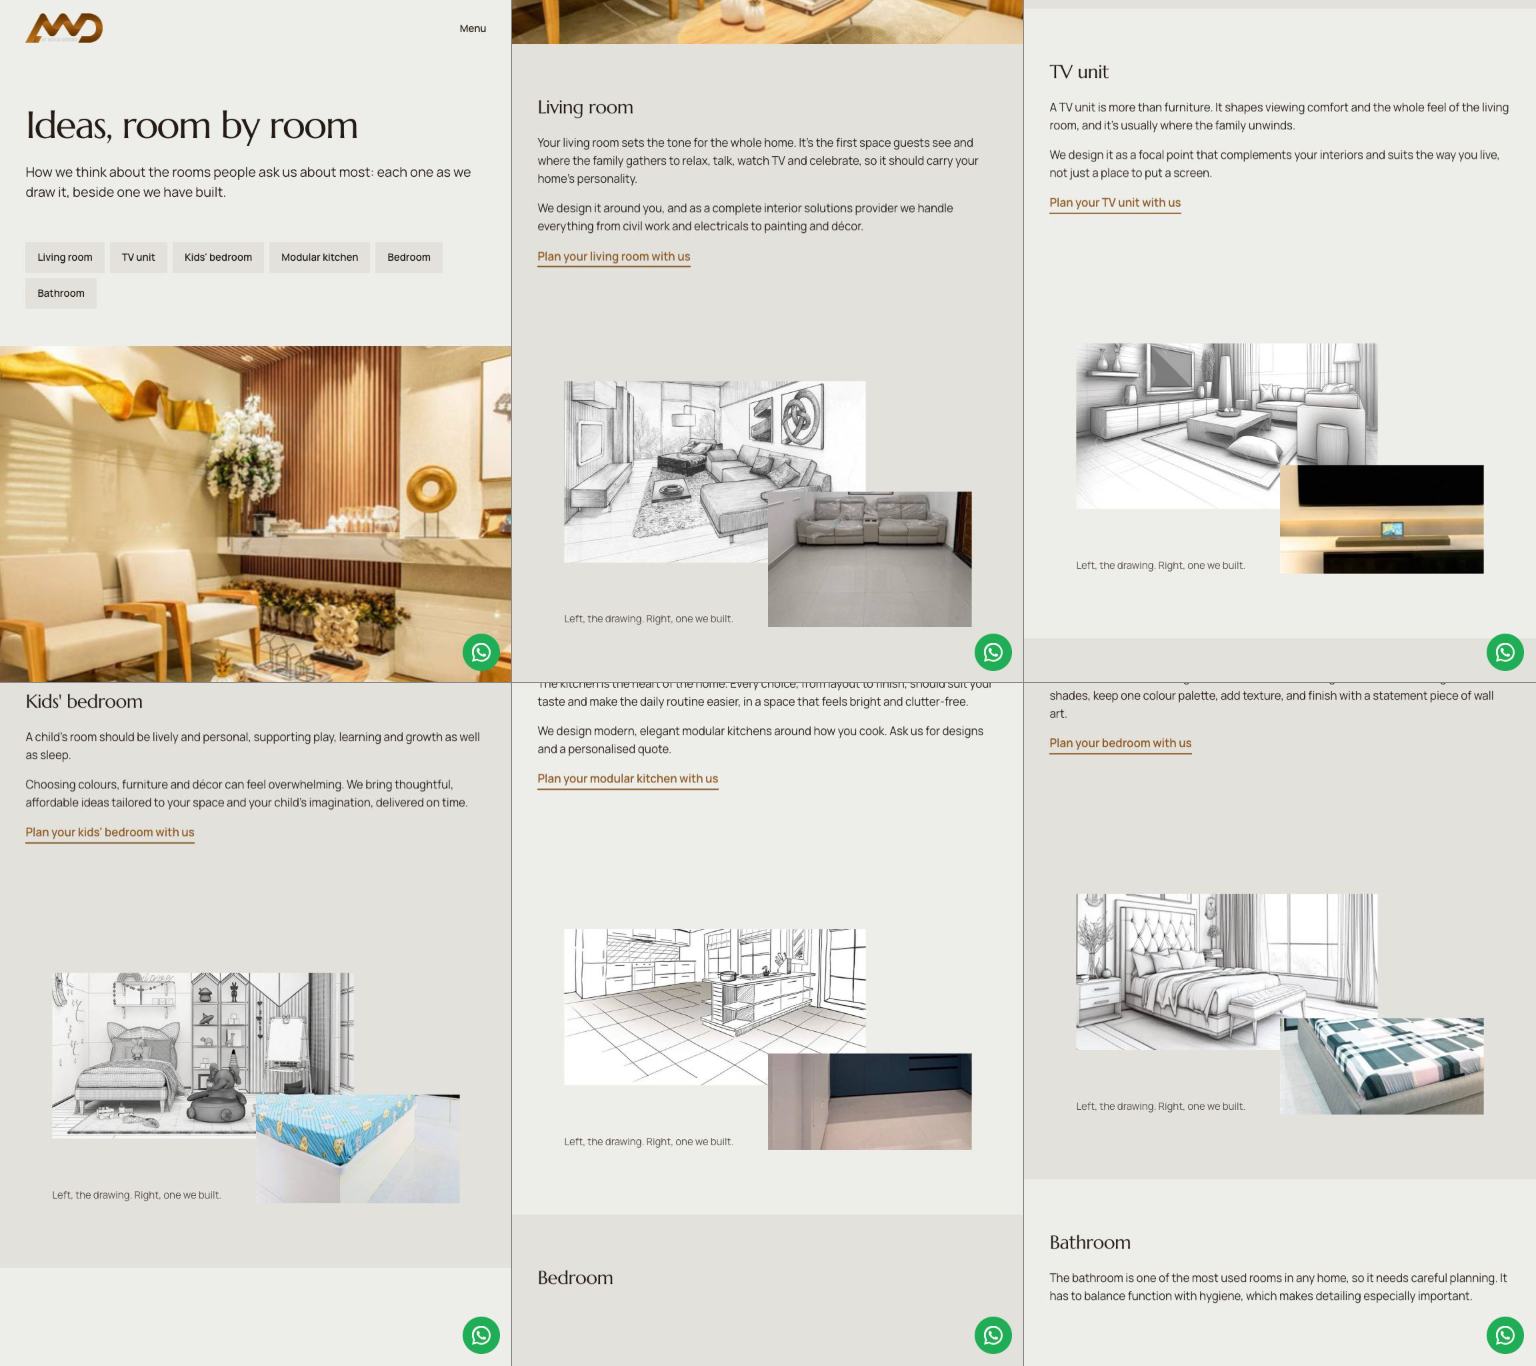 Menu
Ideas, room by room
How we think about the rooms people ask us about most: each one as we
draw it, beside one we have built.
Living room
TV unit
Kids' bedroom
Modular kitchen
Bedroom
Bathroom
Living room
Your living room sets the tone for the whole home. It's the first space guests see and
where the family gathers to relax, talk, watch TV and celebrate, so it should carry your
home's personality.
We design it around you, and as a complete interior solutions provider we handle
everything from civil work and electricals to painting and décor.
Plan your living room with us
Left, the drawing. Right, one we built.
TV unit
A TV unit is more than furniture. It shapes viewing comfort and the whole feel of the living
room, and it's usually where the family unwinds.
We design it as a focal point that complements your interiors and suits the way you live,
not just a place to put a screen.
Plan your TV unit with us
Left, the drawing. Right, one we built.
Kids' bedroom
A child's room should be lively and personal, supporting play, learning and growth as well
as sleep.
Choosing colours, furniture and décor can feel overwhelming. We bring thoughtful,
affordable ideas tailored to your space and your child's imagination, delivered on time.
Plan your kids' bedroom with us
Left, the drawing. Right, one we built.
The kitchen is the heart of the home. Every choice, from layout to finish, should suit your
taste and make the daily routine easier, in a space that feels bright and clutter-free.
We design modern, elegant modular kitchens around how you cook. Ask us for designs
and a personalised quote.
Plan your modular kitchen with us
Left, the drawing. Right, one we built.
Bedroom
shades, keep one colour palette, add texture, and finish with a statement piece of wall
art.
Plan your bedroom with us
Left, the drawing. Right, one we built.
Bathroom
The bathroom is one of the most used rooms in any home, so it needs careful planning. It
has to balance function with hygiene, which makes detailing especially important.